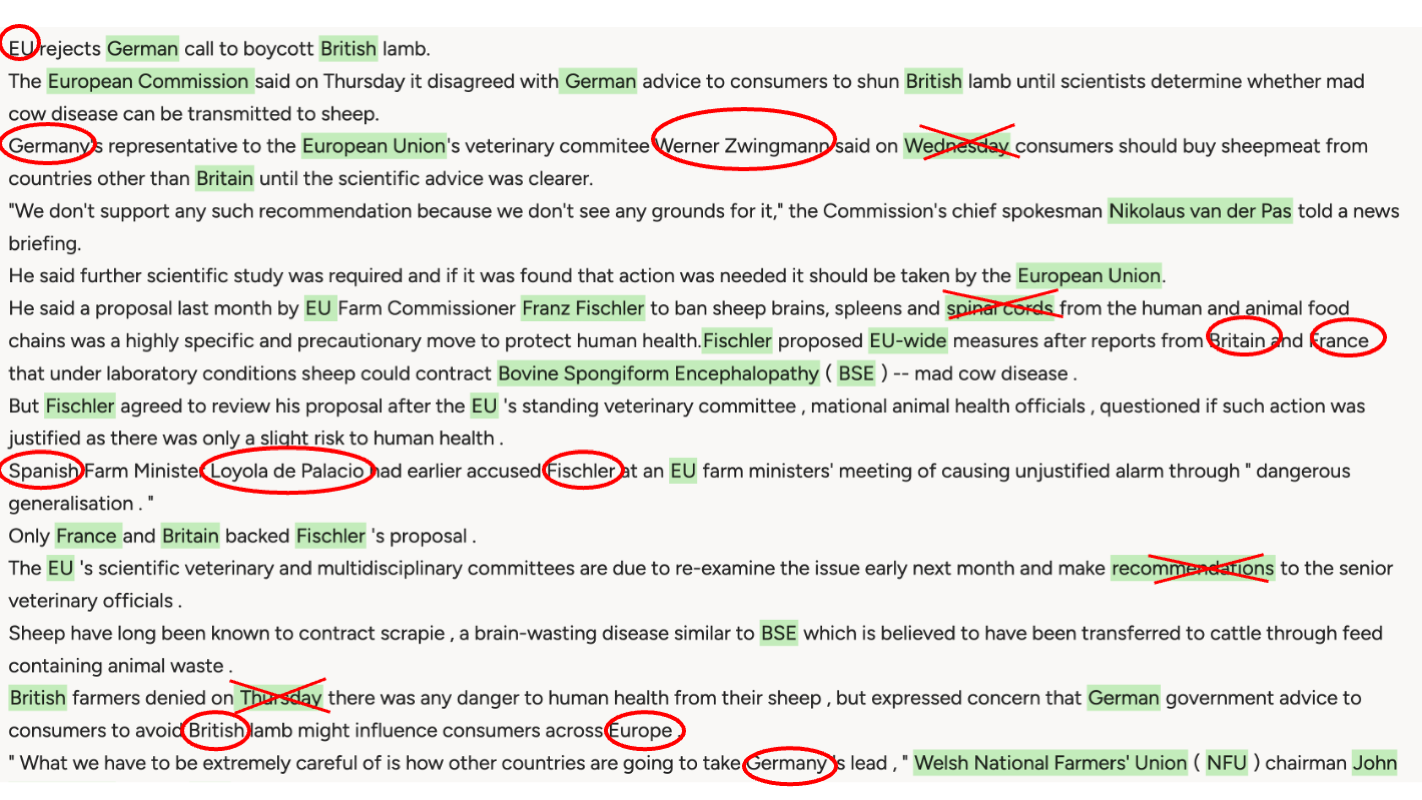 EU rejects German call to boycott British lamb.
The European Commission said on Thursday it disagreed with German advice to consumers to shun British lamb until scientists determine whether mad
cow disease can be transmitted to sheep.
Germany's representative to the European Union's veterinary commitee Werner Zwingmann said on Wednesday consumers should buy sheepmeat from
countries other than Britain until the scientific advice was clearer.
"We don't support any such recommendation because we don't see any grounds for it," the Commission's chief spokesman Nikolaus van der Pas told a news
briefing.
He said further scientific study was required and if it was found that action was needed it should be taken by the European Union.
He said a proposal last month by EU Farm Commissioner Franz Fischler to ban sheep brains, spleens and spinal cords from the human and animal food
chains was a highly specific and precautionary move to protect human health.Fischler proposed EU-wide measures after reports from Britain and France
that under laboratory conditions sheep could contract Bovine Spongiform Encephalopathy ( BSE ) -- mad cow disease .
But Fischler agreed to review his proposal after the EU 's standing veterinary committee , mational animal health officials , questioned if such action was
justified as there was only a slight risk to human health .
Spanish Farm Minister Loyola de Palacio had earlier accused Fischler at an EU farm ministers' meeting of causing unjustified alarm through " dangerous
generalisation . "
Only France and Britain backed Fischler 's proposal .
The EU 's scientific veterinary and multidisciplinary committees are due to re-examine the issue early next month and make recommendations to the senior
veterinary officials .
Sheep have long been known to contract scrapie , a brain-wasting disease similar to BSE which is believed to have been transferred to cattle through feed
containing animal waste .
British farmers denied on Thursday there was any danger to human health from their sheep , but expressed concern that German government advice to
consumers to avoid British lamb might influence consumers across Europe .
" What we have to be extremely careful of is how other countries are going to take Germany 's lead , " Welsh National Farmers' Union ( NFU ) chairman John